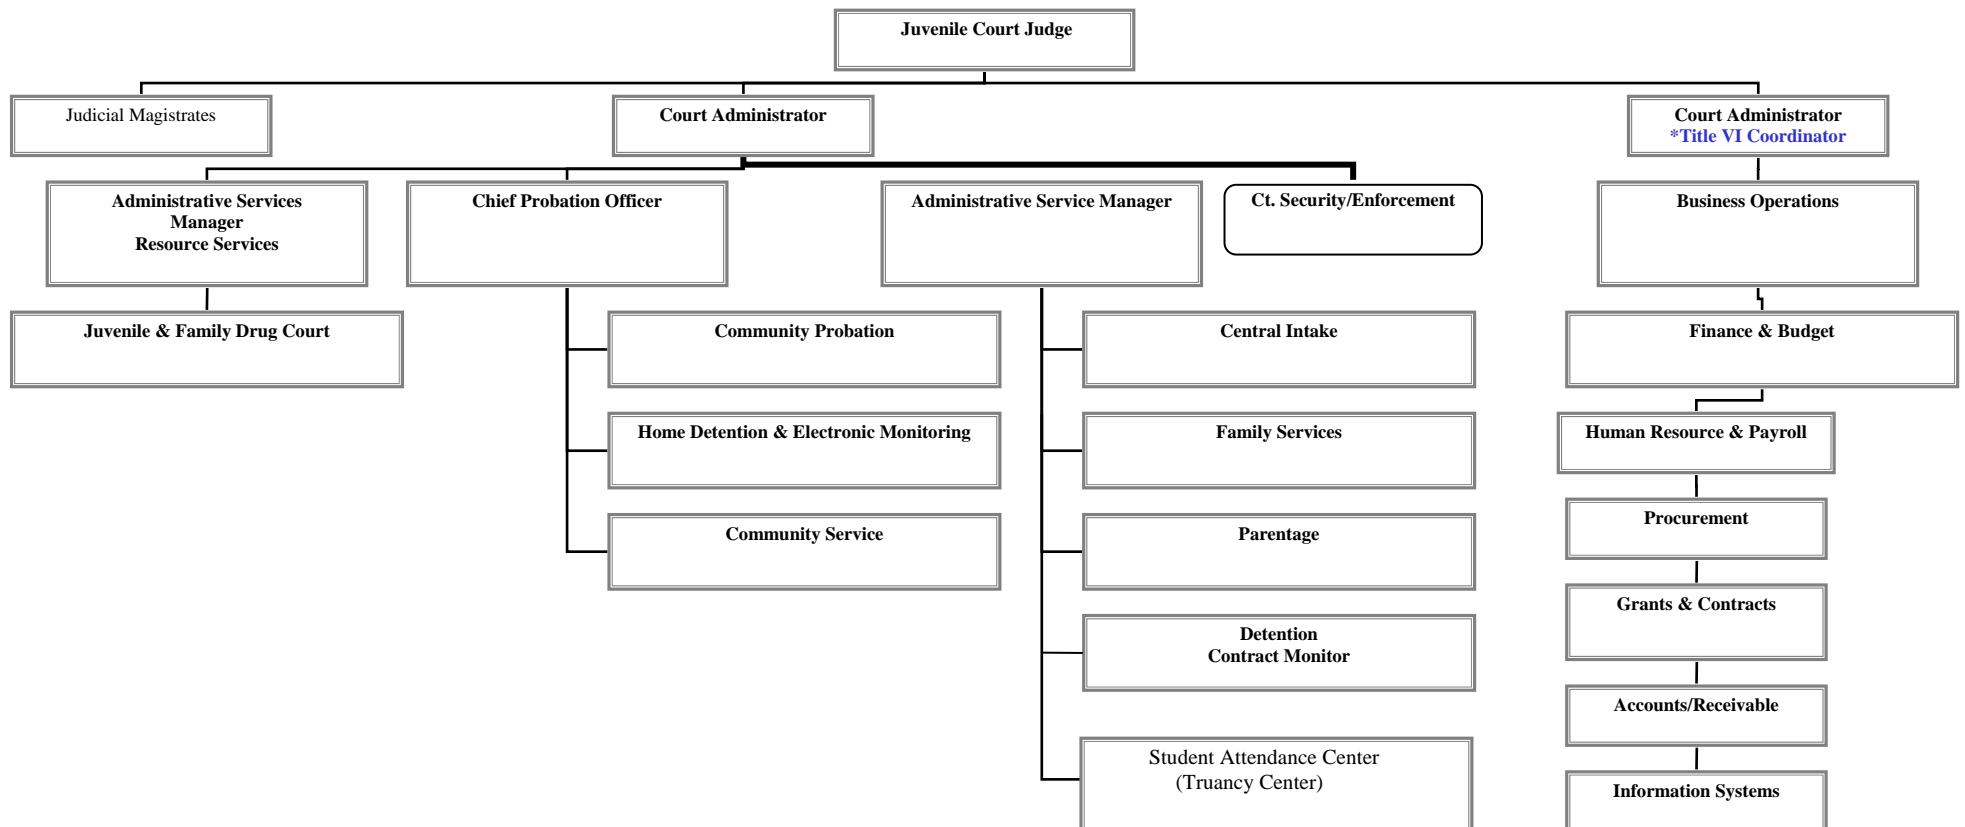 Juvenile Court Judge
Judicial Magistrates
Court Administrator
Court Administrator
*Title VI Coordinator
Administrative Services
Manager
Resource Services
Chief Probation Officer
Administrative Service Manager
Ct. Security/Enforcement
Business Operations
Juvenile & Family Drug Court
Community Probation
Central Intake
Finance & Budget
Home Detention & Electronic Monitoring
Family Services
Human Resource & Payroll
Community Service
Parentage
Procurement
Grants & Contracts
Detention
Contract Monitor
Accounts/Receivable
Student Attendance Center
(Truancy Center)
Information Systems